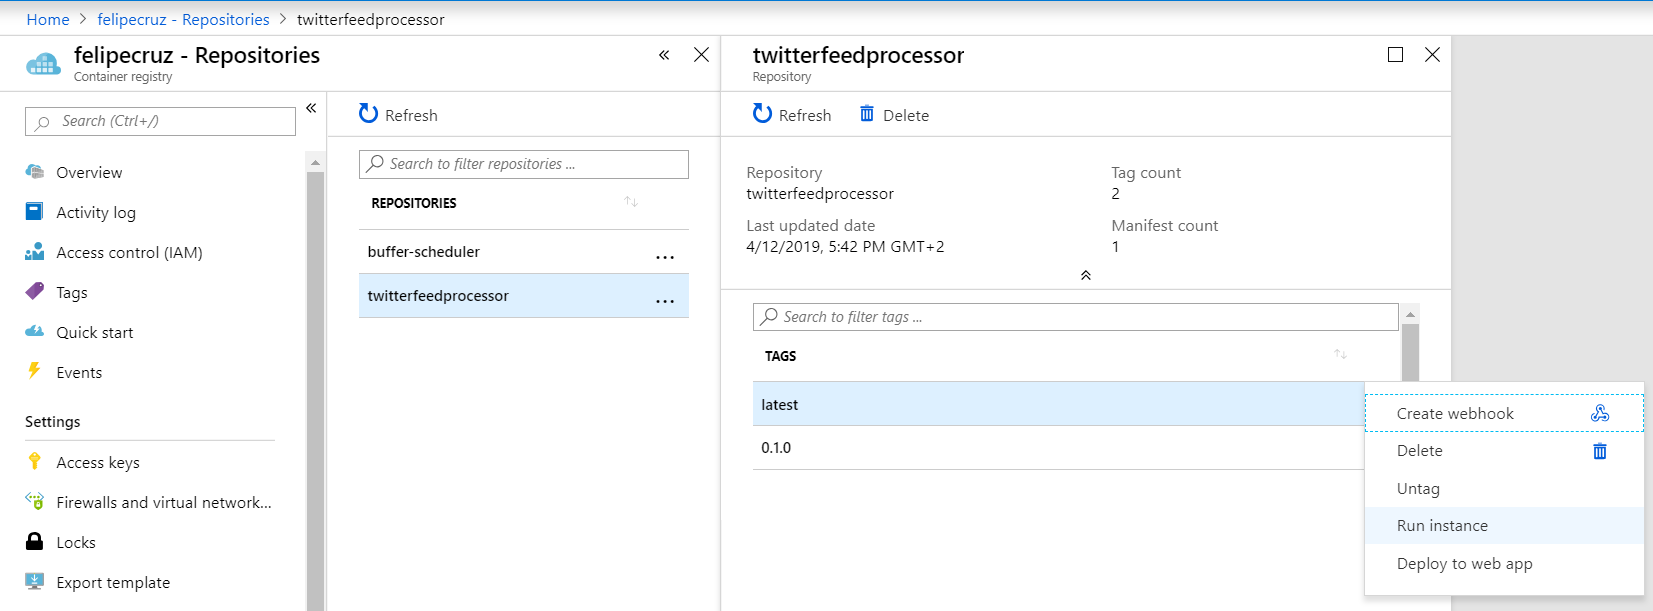 Home > felipecruz - Repositories > twitterfeedprocessor
felipecruz - Repositories
Container registry
Search (Ctrl+/)
Overview
Activity log
Access control (IAM)
Tags
Quick start
Events
Settings
Access keys
Firewalls and virtual network...
Locks
Export template
Refresh
Search to filter repositories ...
REPOSITORIES
buffer-scheduler
twitterfeedprocessor
twitterfeedprocessor
Repository
Refresh Delete
Repository
twitterfeedprocessor
Last updated date
4/12/2019, 5:42 PM GMT+2
Tag count
2
Manifest count
1
Search to filter tags ...
TAGS
latest
0.1.0
Create webhook
Delete
Untag
Run instance
Deploy to web app